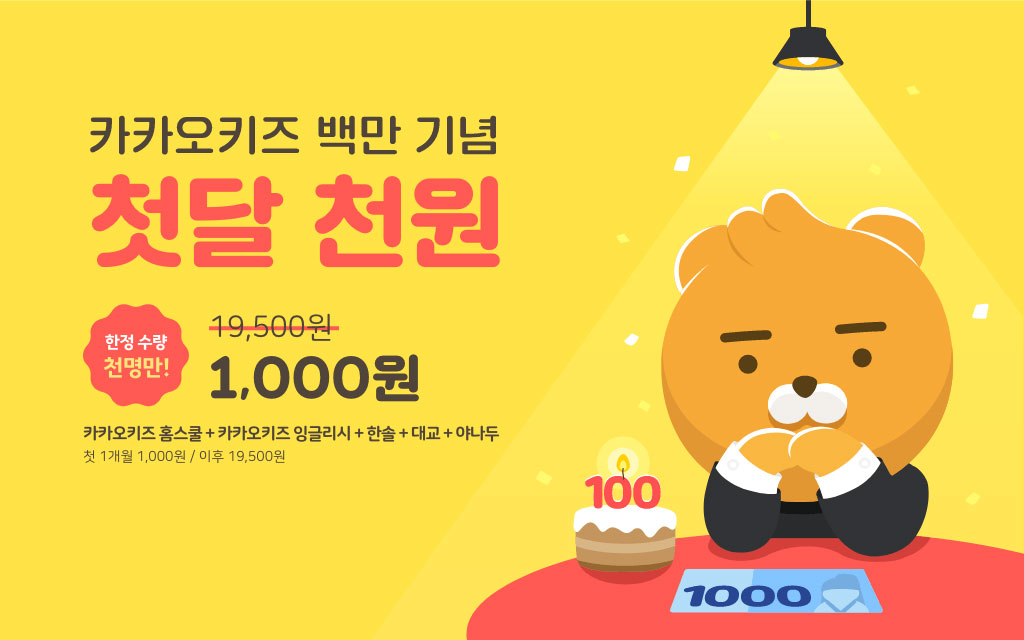 카카오키즈 백만 기념
첫달 천원
한정 수량
천명만!
19,500원
1,000원
카카오키즈 홈스쿨 + 카카오키즈 잉글리시 + 한솔 + 대교 + 야나두
첫 1개월 1,000원 / 이후 19,500원
100
1000